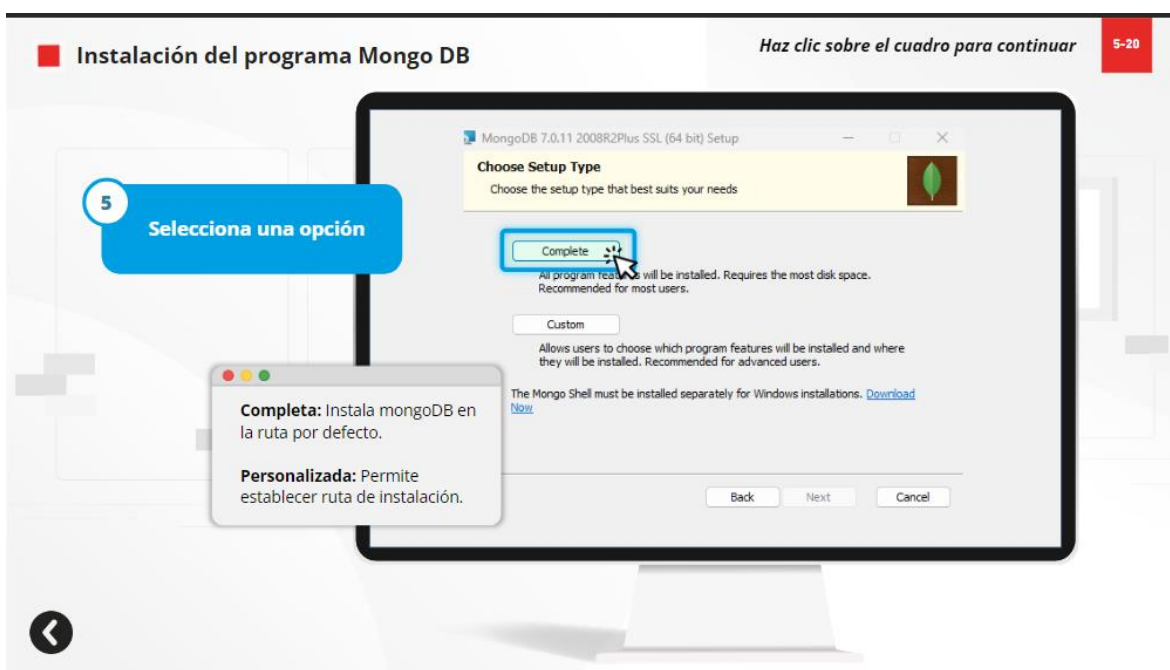 Instalación del programa Mongo DB
Haz clic sobre el cuadro para continuar
5-20
5
Selecciona una opción
MongoDB 7.0.11 2008R2Plus SSL (64 bit) Setup
Choose Setup Type
Choose the setup type that best suits your needs
Complete
All program features will be installed. Requires the most disk space.
Recommended for most users.
Custom
Allows users to choose which program features will be installed and where
they will be installed. Recommended for advanced users.
The Mongo Shell must be installed separately for Windows installations. Download
Now
Completa: Instala mongoDB en
la ruta por defecto.
Personalizada: Permite
establecer ruta de instalación.
Back
Next
Cancel